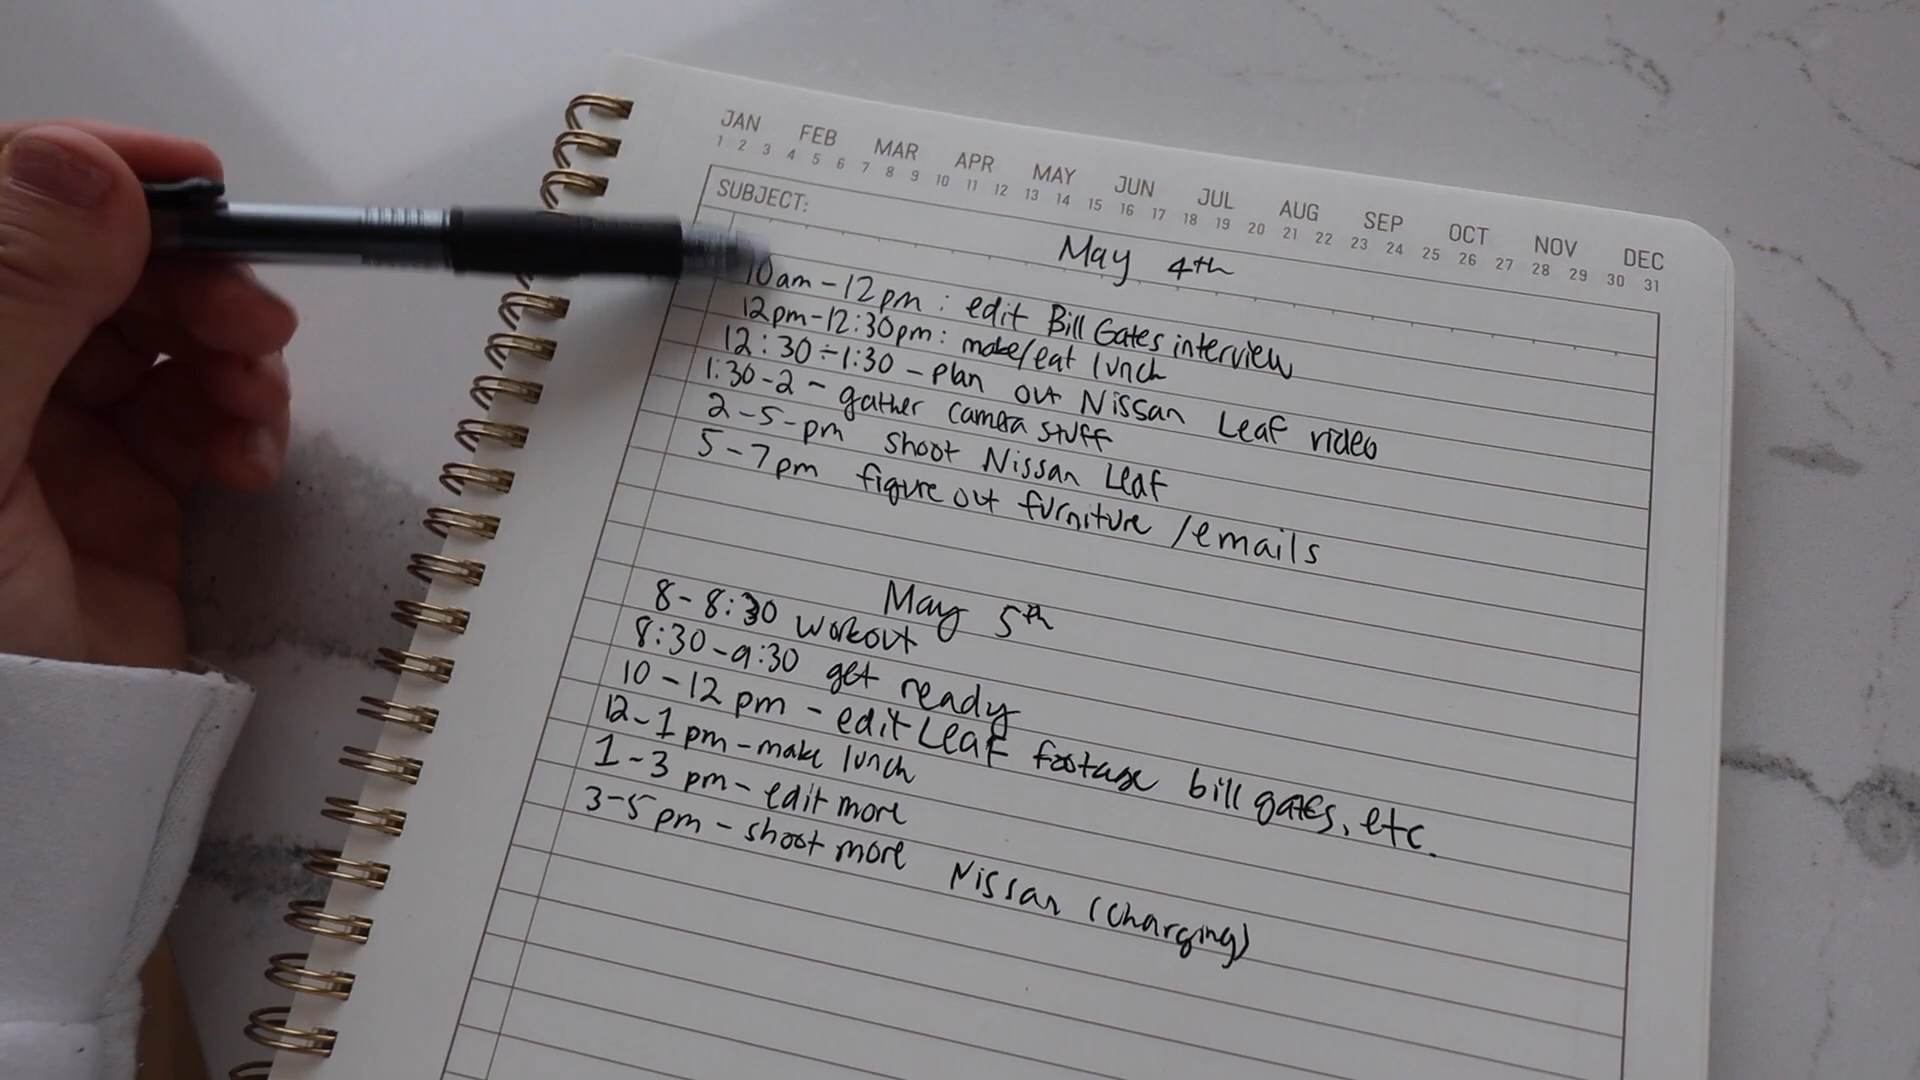 JAN FEB MAR APR MAY JUN JUL AUG SEP OCT NOV DEC
1 2 3 4 5 6 7 8 9 10 11 12 13 14 15 16 17 18 19 20 21 22 23 24 25 26 27 28 29 30 31
SUBJECT:
May 4th
10am - 12pm : edit Bill Gates interview
12pm - 12:30pm : make/eat lunch
12:30 - 1:30 - plan out Nissan Leaf video
1:30 - 2 - gather camera stuff
2 - 5 - pm shoot Nissan Leaf
5 - 7pm figure out furniture / emails
May 5th
8 - 8:30 workout
8:30 - 9:30 get ready
10 - 12 pm - edit Leaf footage bill gates, etc.
12 - 1 pm - make lunch
1 - 3 pm - edit more
3 - 5 pm - shoot more Nissan (charging)